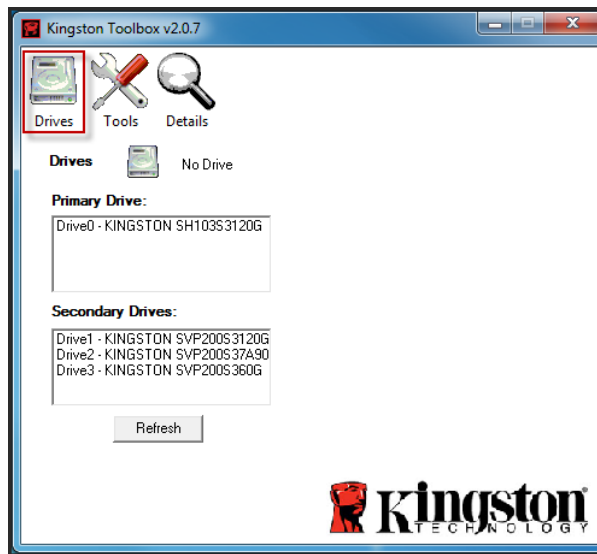 Kingston Toolbox v2.0.7
Drives Tools Details
Drives No Drive
Primary Drive:
Drive0 - KINGSTON SH103S3120G
Secondary Drives:
Drive1 - KINGSTON SVP200S3120G
Drive2 - KINGSTON SVP200S37A90
Drive3 - KINGSTON SVP200S360G
Refresh
Kingston
TECHNOLOGY